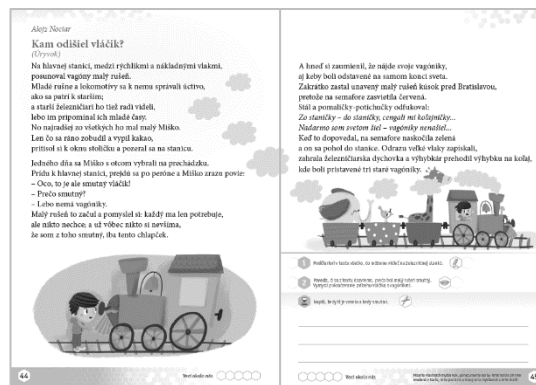 Alojz Nociar
Kam odišiel vláčik?
(Úryvok)
Na hlavnej stanici, medzi rýchlikmi a nákladnými vlakmi,
posunoval vagóny malý rušeň.
Mladé rušne a lokomotívy sa k nemu správali úctivo,
ako sa patrí k starším;
a starší železničiari ho tiež radi videli,
lebo im pripomínal ich mladé časy.
No najradšej zo všetkých ho mal malý Miško.
Len čo sa ráno zobudil a vypil kakao,
pritisol si k oknu stoličku a pozeral sa na stanicu.
Jedného dňa sa Miško s otcom vybrali na prechádzku.
Prídu k hlavnej stanici, prejdú sa po peróne a Miško zrazu povie:
– Oco, to je ale smutný vláčik!
– Prečo smutný?
– Lebo nemá vagóniky.
Malý rušeň to začul a pomyslel si: každý ma len potrebuje,
ale nikto nechce; a už vôbec nikto si nevšíma,
že som z toho smutný, iba tento chlapček.
44
A hneď si zaumienil, že nájde svoje vagóniky,
aj keby boli odstavené na samom konci sveta.
Zakrátko zastal unavený malý rušeň kúsok pred Bratislavou,
pretože na semafore zasvietila červená.
Stál a pomaličky-potichučky odfukoval:
Zo staničky – do staničky, cengali mi koľajničky...
Nadarmo som svetom šiel – vagóniky nenašiel...
Keď to dopovedal, na semafore naskočila zelená
a on sa pohol do stanice. Odrazu veľké vlaky zapískali,
zahrala železničiarska dychovka a výhybkár prehodil výhybku na koľaj,
kde boli pristavené tri staré vagóniky.
1
2
45